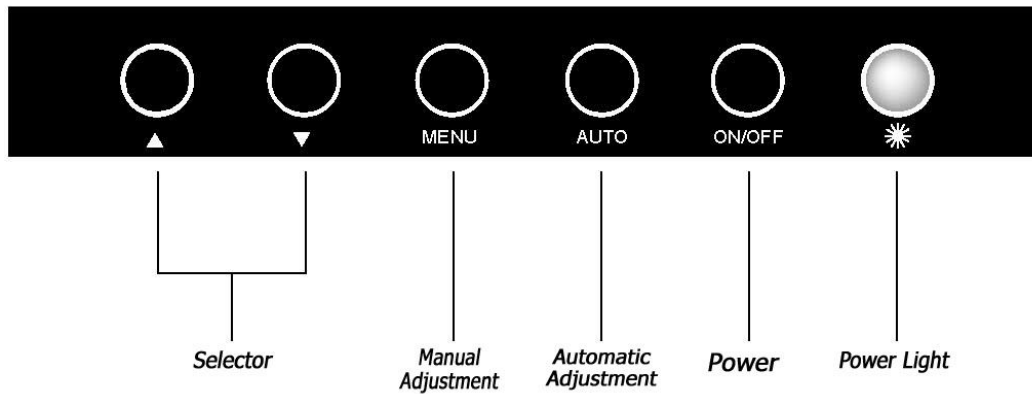 ▲ ▼ MENU AUTO ON/OFF
Selector
Manual
Adjustment
Automatic
Adjustment
Power
Power Light